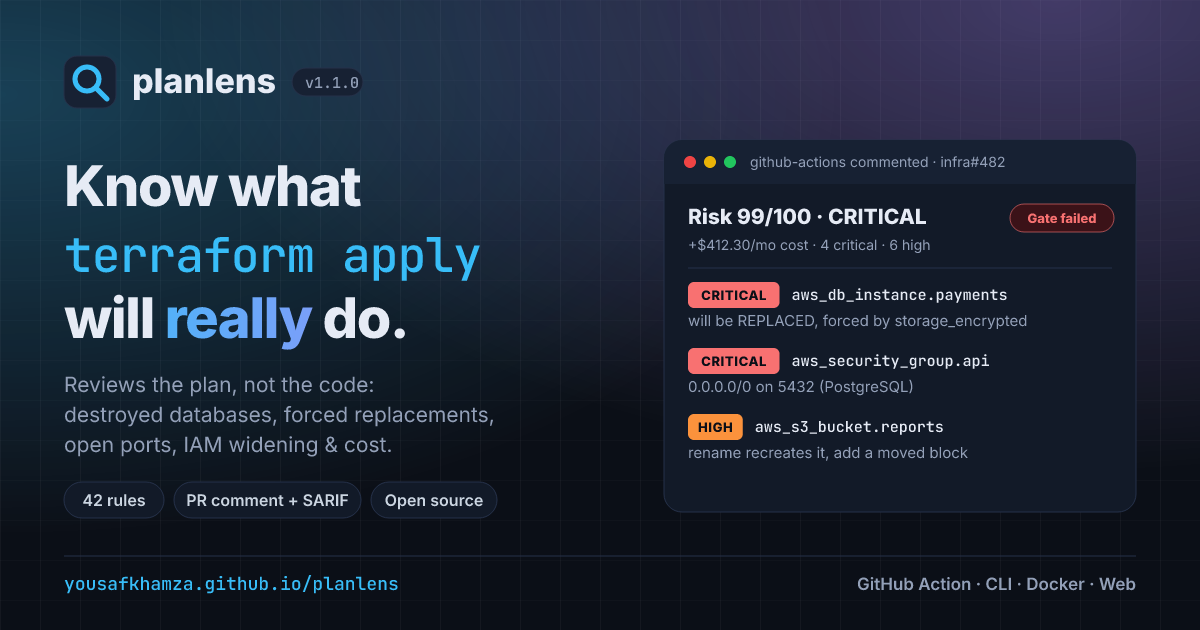 planlens v1.1.0
Know what
terraform apply
will really do.
Reviews the plan, not the code:
destroyed databases, forced replacements,
open ports, IAM widening & cost.
42 rules
PR comment + SARIF
Open source
github-actions commented · infra#482
Risk 99/100 · CRITICAL
Gate failed
+$412.30/mo cost · 4 critical · 6 high
CRITICAL aws_db_instance.payments
will be REPLACED, forced by storage_encrypted
CRITICAL aws_security_group.api
0.0.0.0/0 on 5432 (PostgreSQL)
HIGH aws_s3_bucket.reports
rename recreates it, add a moved block
yousafkhamza.github.io/planlens
GitHub Action · CLI · Docker · Web